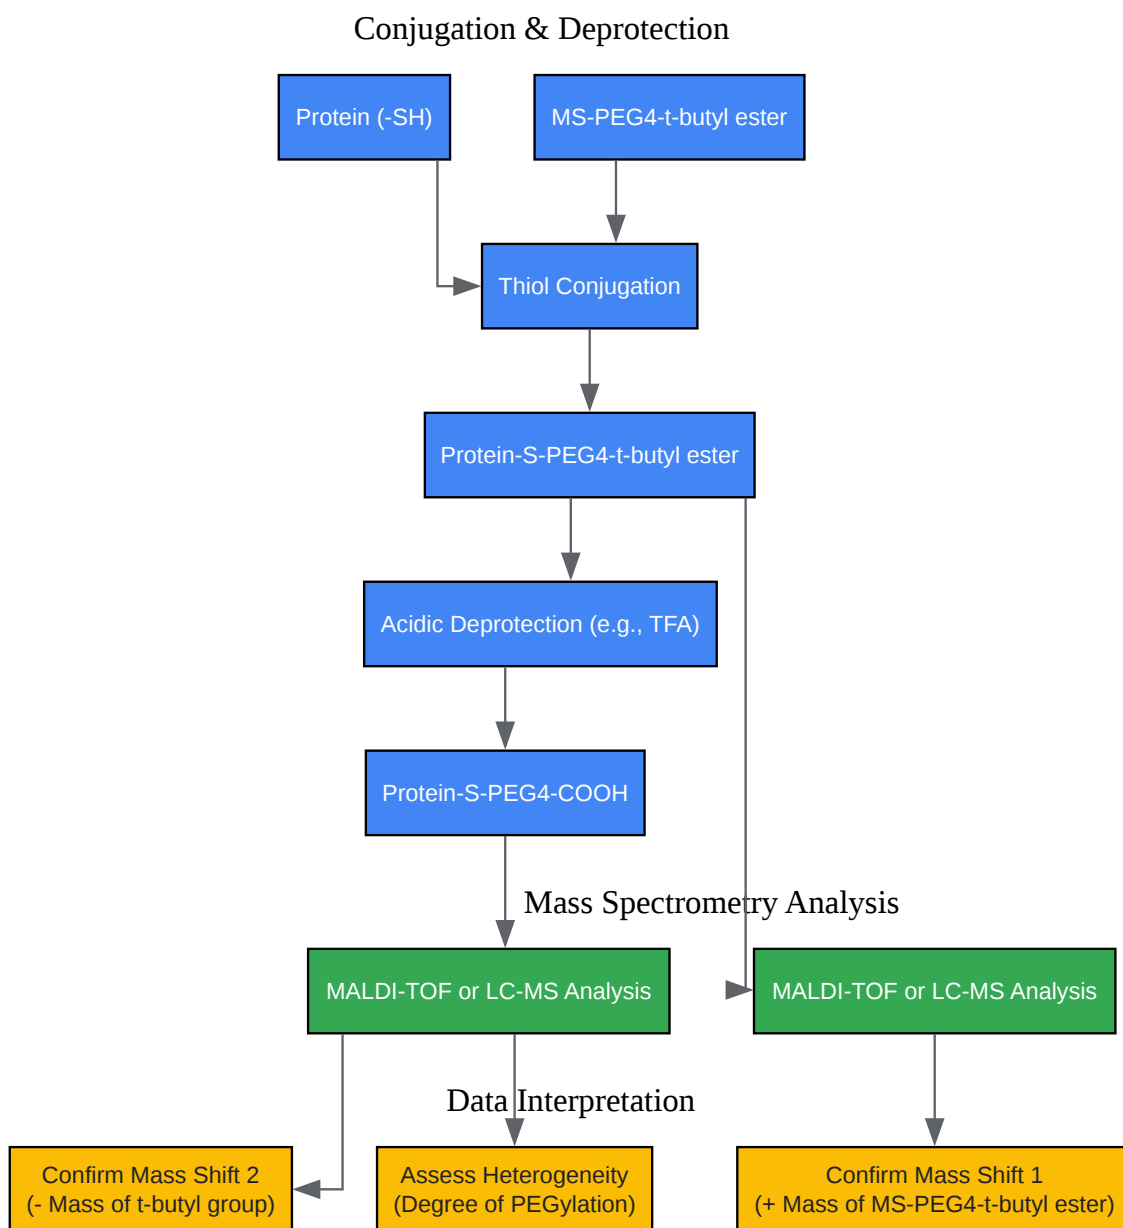 Conjugation & Deprotection
Protein (-SH)
MS-PEG4-t-butyl ester
Thiol Conjugation
Protein-S-PEG4-t-butyl ester
Acidic Deprotection (e.g., TFA)
Protein-S-PEG4-COOH
Mass Spectrometry Analysis
MALDI-TOF or LC-MS Analysis
MALDI-TOF or LC-MS Analysis
Data Interpretation
Confirm Mass Shift 2
(- Mass of t-butyl group)
Assess Heterogeneity
(Degree of PEGylation)
Confirm Mass Shift 1
(+ Mass of MS-PEG4-t-butyl ester)